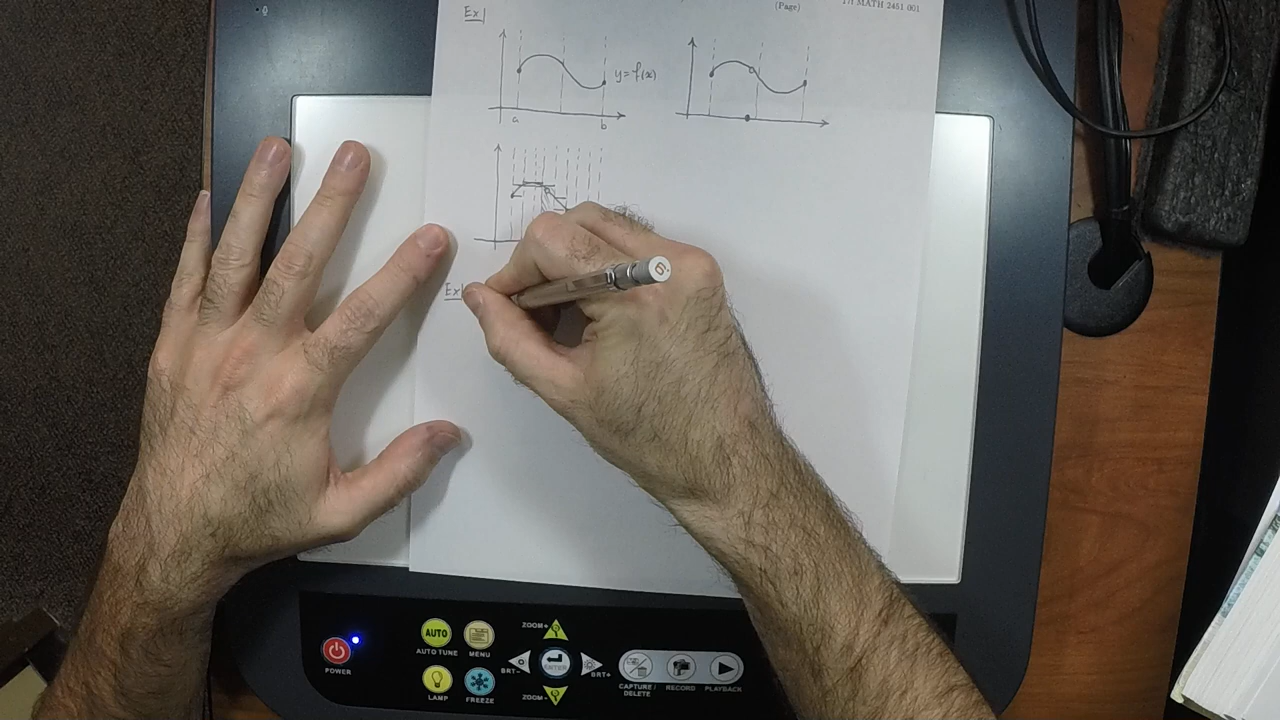 (Page)
MATH 2451 001
Ex|
y=f(x)
a
b
Ex|
6
AUTO
AUTO TUNE
MENU
ZOOM+
POWER
BRT-
ENTER
BRT+
CAPTURE / DELETE
RECORD
PLAYBACK
LAMP
FREEZE
ZOOM-